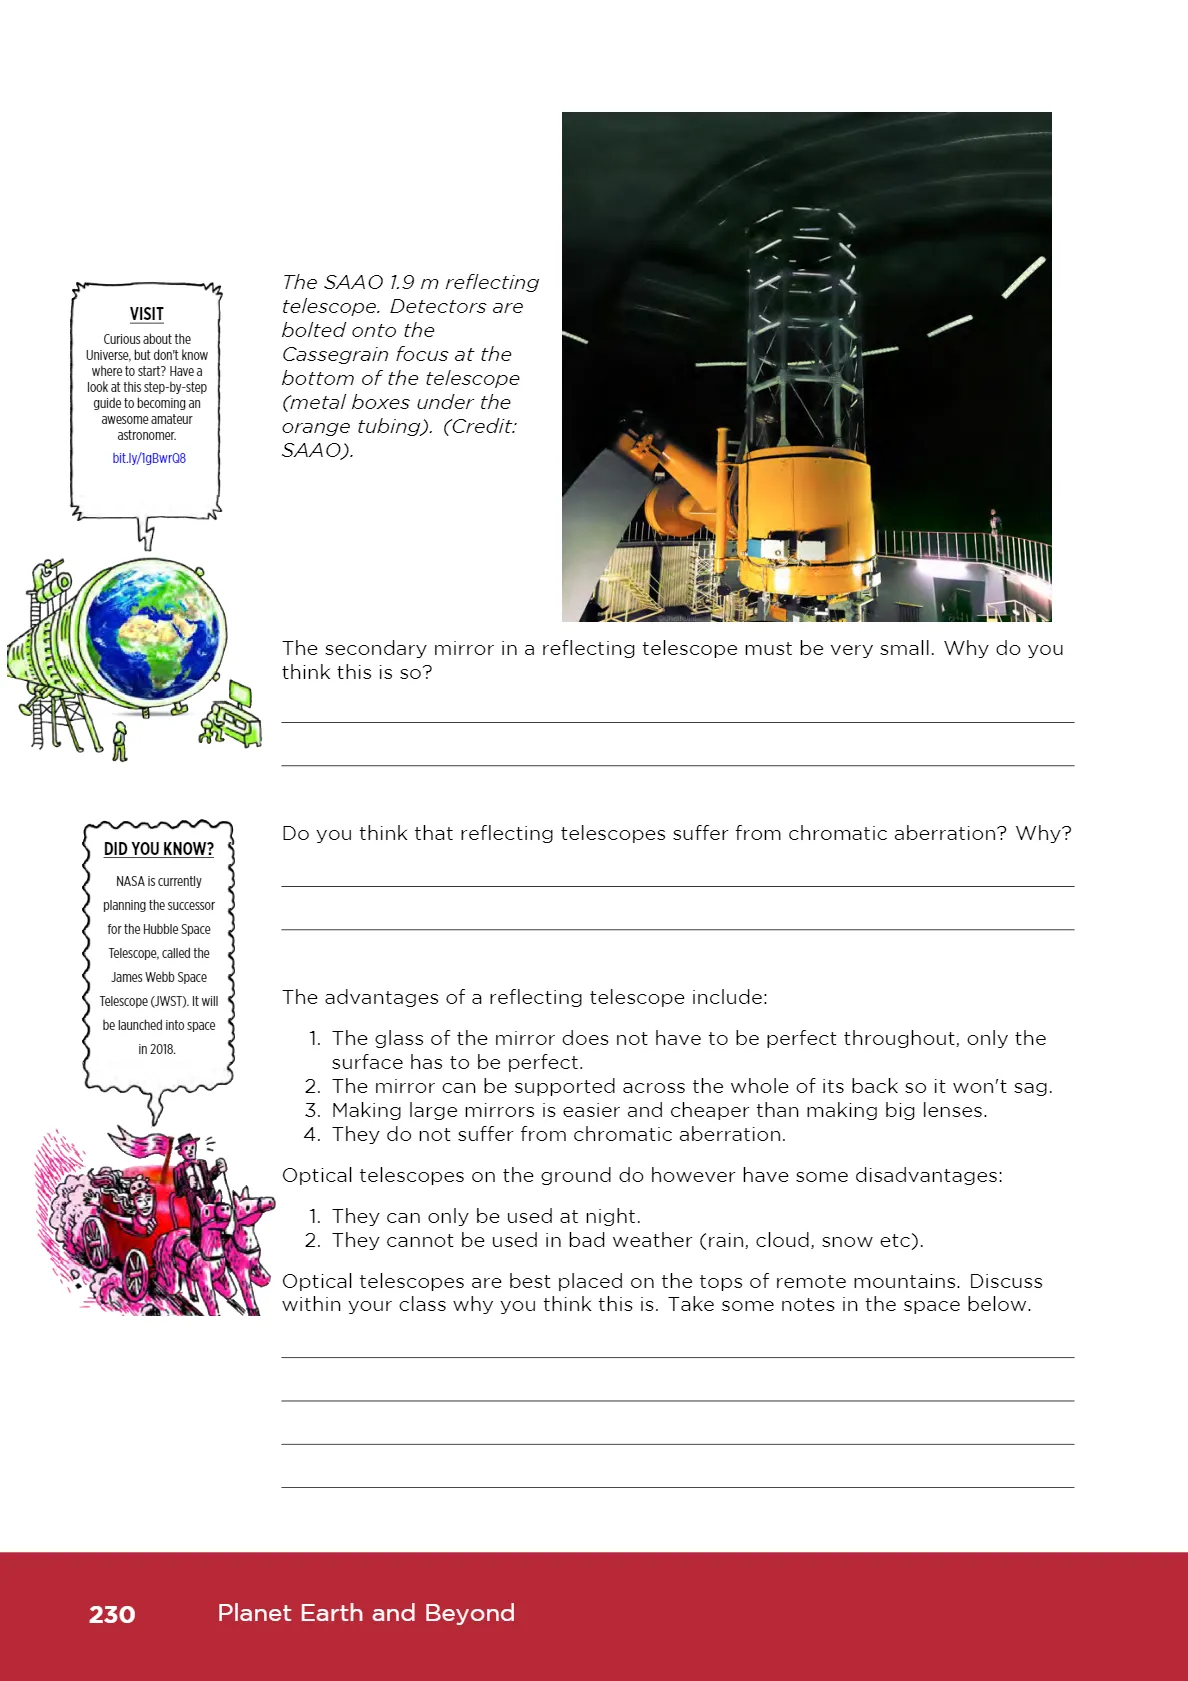 The SAAO 1.9 m reflecting
telescope. Detectors are
bolted onto the
Cassegrain focus at the
bottom of the telescope
(metal boxes under the
orange tubing). (Credit:
SAAO).
VISIT
Curious about the
Universe, but don't know
where to start? Have a
look at this step-by-step
guide to becoming an
awesome amateur
astronomer.
bit.ly/1gBwrQ8
The secondary mirror in a reflecting telescope must be very small. Why do you
think this is so?
Do you think that reflecting telescopes suffer from chromatic aberration? Why?
DID YOU KNOW?
NASA is currently
planning the successor
for the Hubble Space
Telescope, called the
James Webb Space
Telescope (JWST). It will
be launched into space
in 2018.
The advantages of a reflecting telescope include:
1. The glass of the mirror does not have to be perfect throughout, only the
surface has to be perfect.
2. The mirror can be supported across the whole of its back so it won't sag.
3. Making large mirrors is easier and cheaper than making big lenses.
4. They do not suffer from chromatic aberration.
Optical telescopes on the ground do however have some disadvantages:
1. They can only be used at night.
2. They cannot be used in bad weather (rain, cloud, snow etc).
Optical telescopes are best placed on the tops of remote mountains. Discuss
within your class why you think this is. Take some notes in the space below.
230 Planet Earth and Beyond